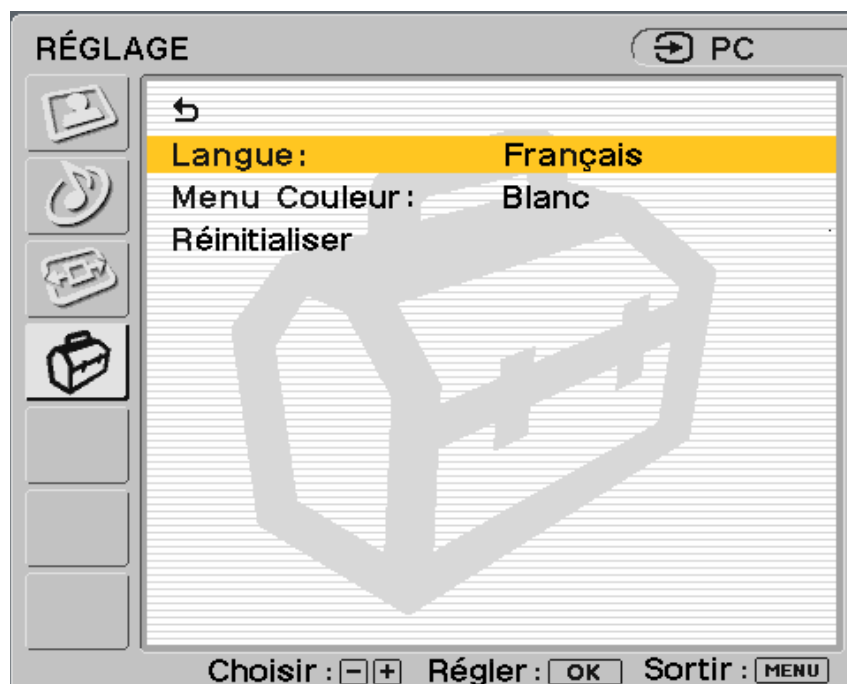 RÉGLAGE PC
Langue: Français
Menu Couleur: Blanc
Réinitialiser
Choisir : - + Régler : OK Sortir : MENU